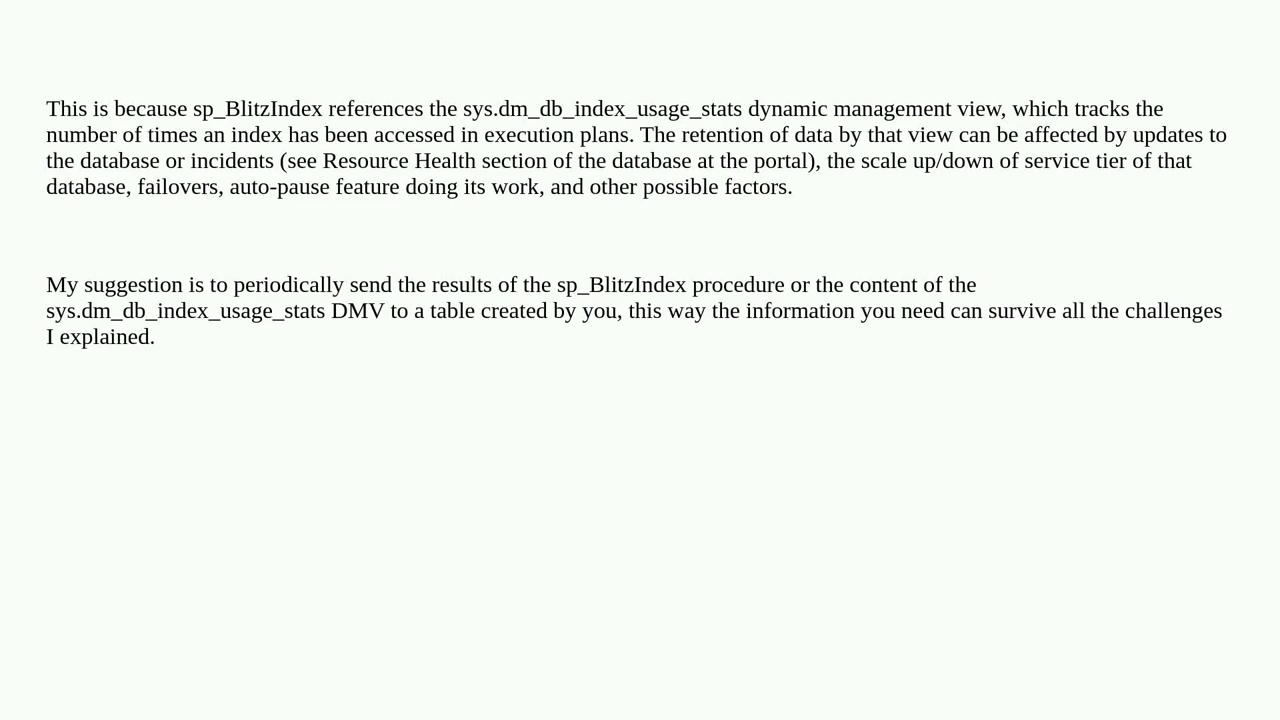 This is because sp_BlitzIndex references the sys.dm_db_index_usage_stats dynamic management view, which tracks the
number of times an index has been accessed in execution plans. The retention of data by that view can be affected by updates to
the database or incidents (see Resource Health section of the database at the portal), the scale up/down of service tier of that
database, failovers, auto-pause feature doing its work, and other possible factors.
My suggestion is to periodically send the results of the sp_BlitzIndex procedure or the content of the
sys.dm_db_index_usage_stats DMV to a table created by you, this way the information you need can survive all the challenges
I explained.